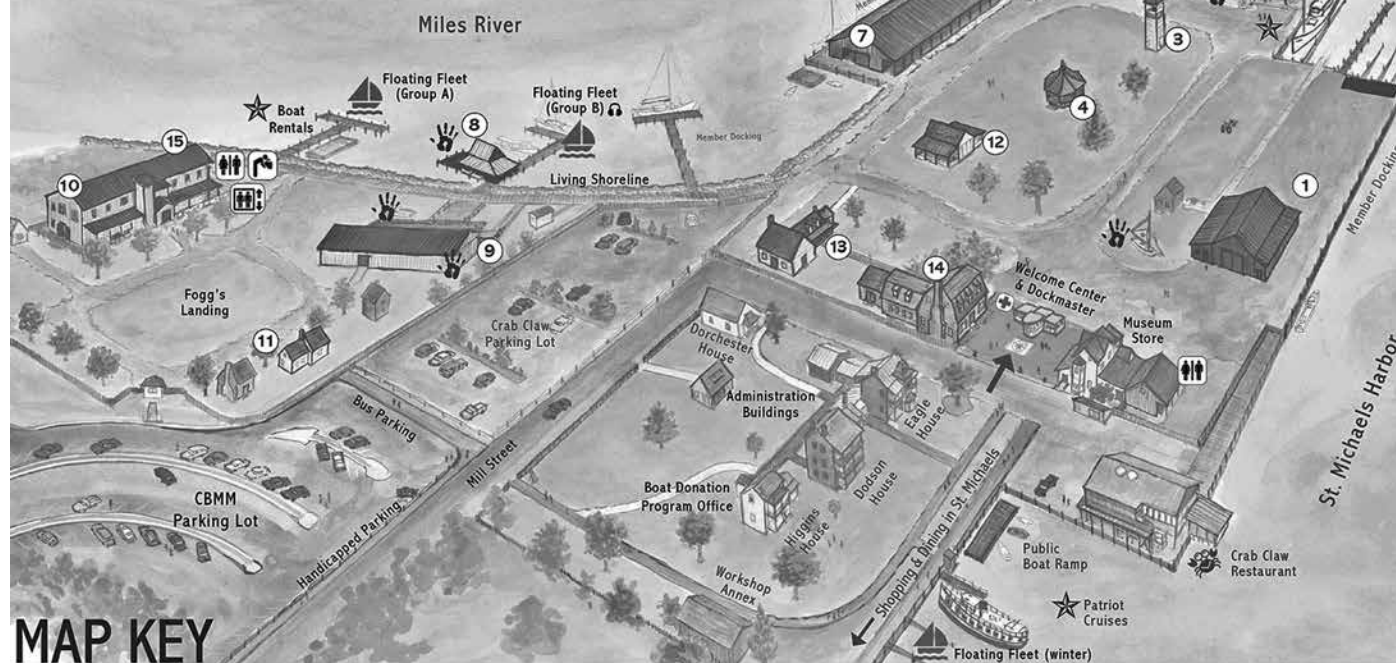 Miles River
Member
7
3
Floating Fleet
(Group A)
Floating Fleet
(Group B)
Boat
Rentals
8
4
Member Docking
15
12
10
Living Shoreline
1
Member Docking
13
9
14
Welcome Center
& Dockmaster
Fogg's
Landing
Crab Claw
Parking Lot
Dorchester
House
Museum
Store
11
Administration
Buildings
Eagle
House
St. Michaels Harbor
Bus Parking
Mill Street
Dodson
House
CBMM
Parking Lot
Boat Donation
Program Office
Higgins
House
Handicapped Parking
Shopping & Dining in St. Michaels
Public
Boat Ramp
Crab Claw
Restaurant
Workshop
Annex
Patriot
Cruises
MAP KEY
Floating Fleet (winter)